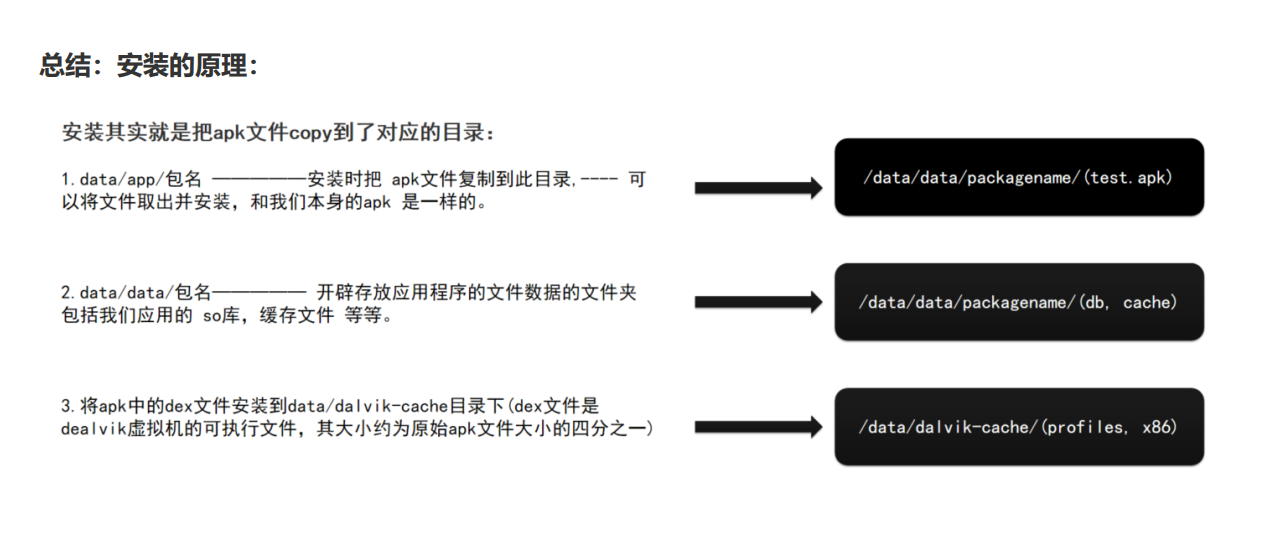 总结：安装的原理：
安装其实就是把apk文件copy到了对应的目录：
1.data/app/包名 —————安装时把 apk文件复制到此目录,---- 可
以将文件取出并安装，和我们本身的apk 是一样的。
/data/data/packagename/(test.apk)
2.data/data/包名————— 开辟存放应用程序的文件数据的文件夹
包括我们应用的 so库，缓存文件 等等。
/data/data/packagename/(db, cache)
3.将apk中的dex文件安装到data/dalvik-cache目录下(dex文件是
dealvik虚拟机的可执行文件，其大小约为原始apk文件大小的四分之一)
/data/dalvik-cache/(profiles, x86)